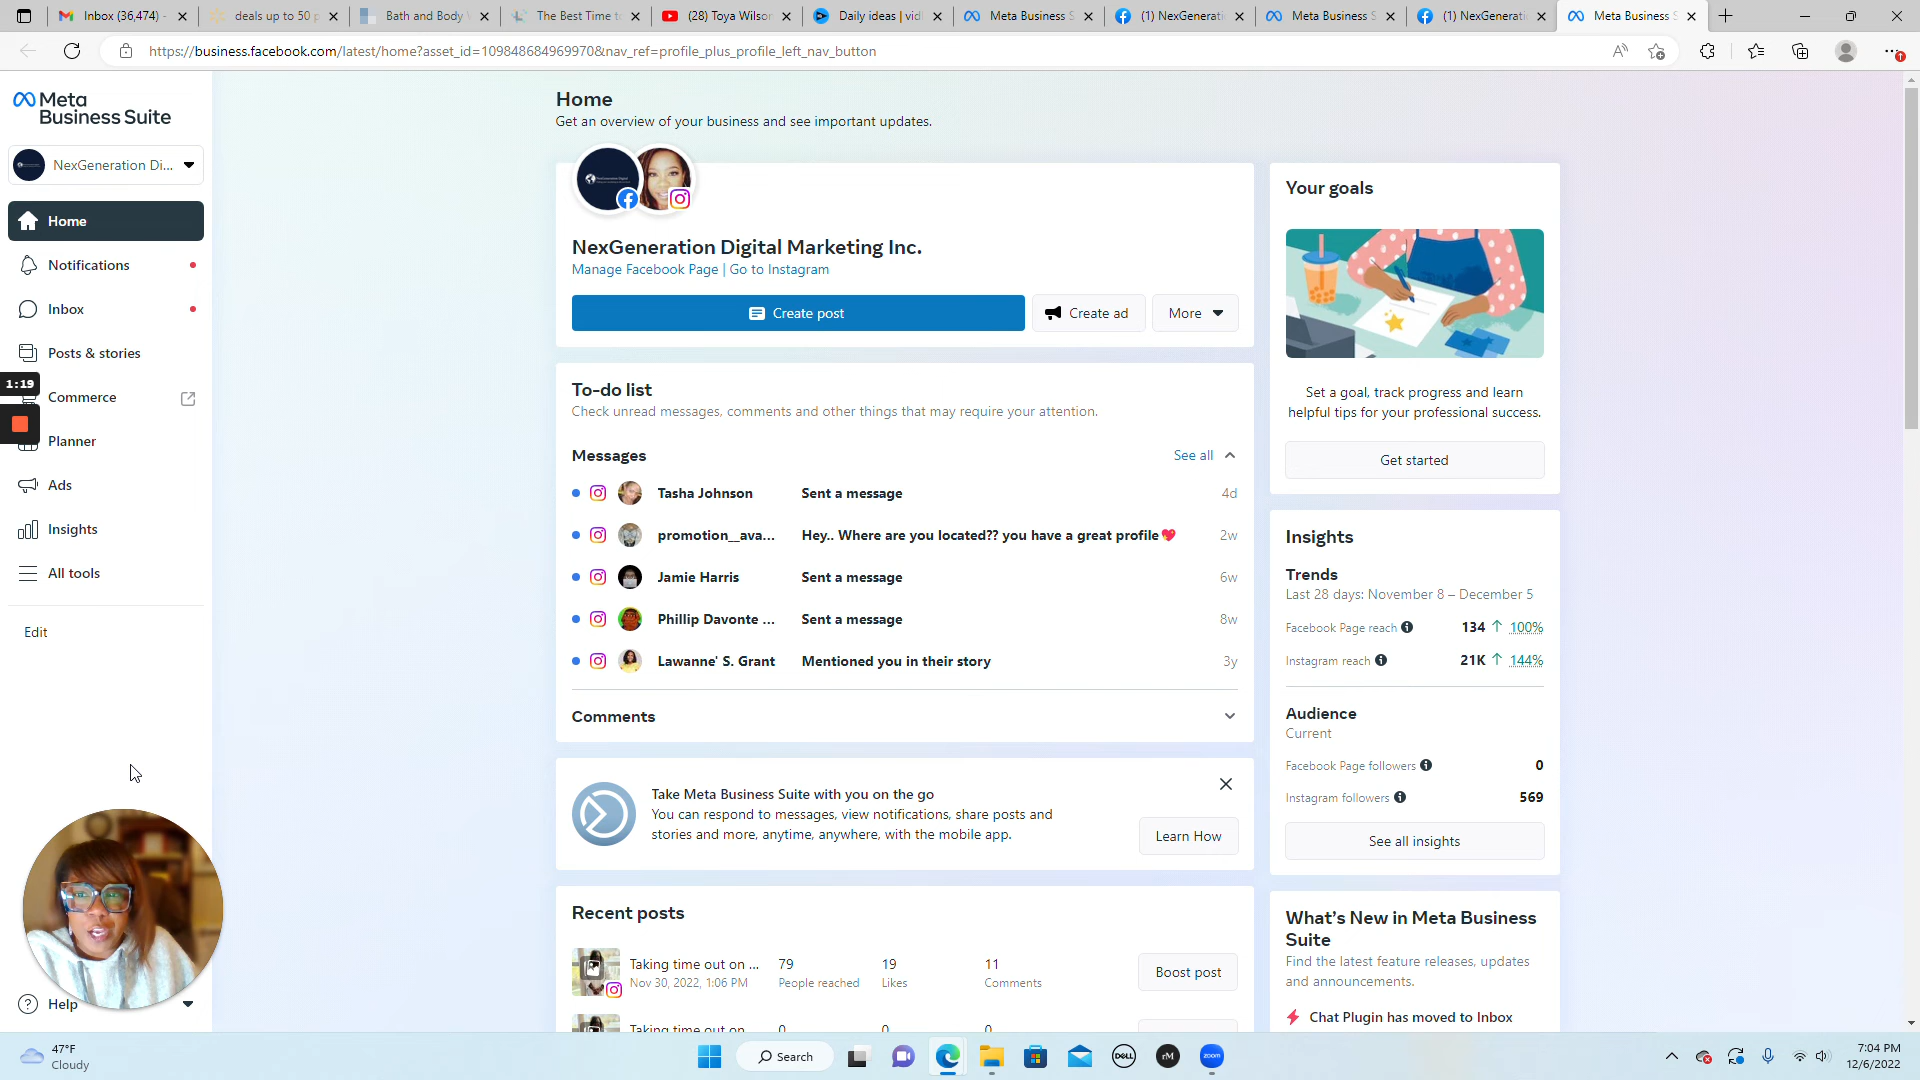 Inbox (36,474) -
deals up to 50 p
Bath and Body W
The Best Time to
(28) Toya Wilson
Daily ideas | vid
Meta Business S
(1) NexGenerati
Meta Business S
(1) NexGenerati
Meta Business S
https://business.facebook.com/latest/home?asset_id=109848684969970&nav_ref=profile_plus_profile_left_nav_button
Meta
Business Suite
NexGeneration Di...
Home
Notifications
Inbox
Posts & stories
1:19
Commerce
Planner
Ads
Insights
All tools
Edit
Help
Home
Get an overview of your business and see important updates.
NexGeneration Digital Marketing Inc.
Manage Facebook Page | Go to Instagram
Create post
Create ad
More
To-do list
Check unread messages, comments and other things that may require your attention.
Messages
See all
Tasha Johnson Sent a message 4d
promotion__ava... Hey.. Where are you located?? you have a great profile💖 2w
Jamie Harris Sent a message 6w
Phillip Davonte ... Sent a message 8w
Lawanne' S. Grant Mentioned you in their story 3y
Comments
Take Meta Business Suite with you on the go
You can respond to messages, view notifications, share posts and
stories and more, anytime, anywhere, with the mobile app.
Learn How
Recent posts
Taking time out on ... 79 19 11
Nov 30, 2022, 1:06 PM People reached Likes Comments
Boost post
Taking time out on 0 0 0
Your goals
Set a goal, track progress and learn
helpful tips for your professional success.
Get started
Insights
Trends
Last 28 days: November 8 – December 5
Facebook Page reach 134 ↑ 100%
Instagram reach 21K ↑ 144%
Audience
Current
Facebook Page followers 0
Instagram followers 569
See all insights
What's New in Meta Business
Suite
Find the latest feature releases, updates
and announcements.
Chat Plugin has moved to Inbox
47°F
Cloudy
Search
DELL
rM
zoom
7:04 PM
12/6/2022